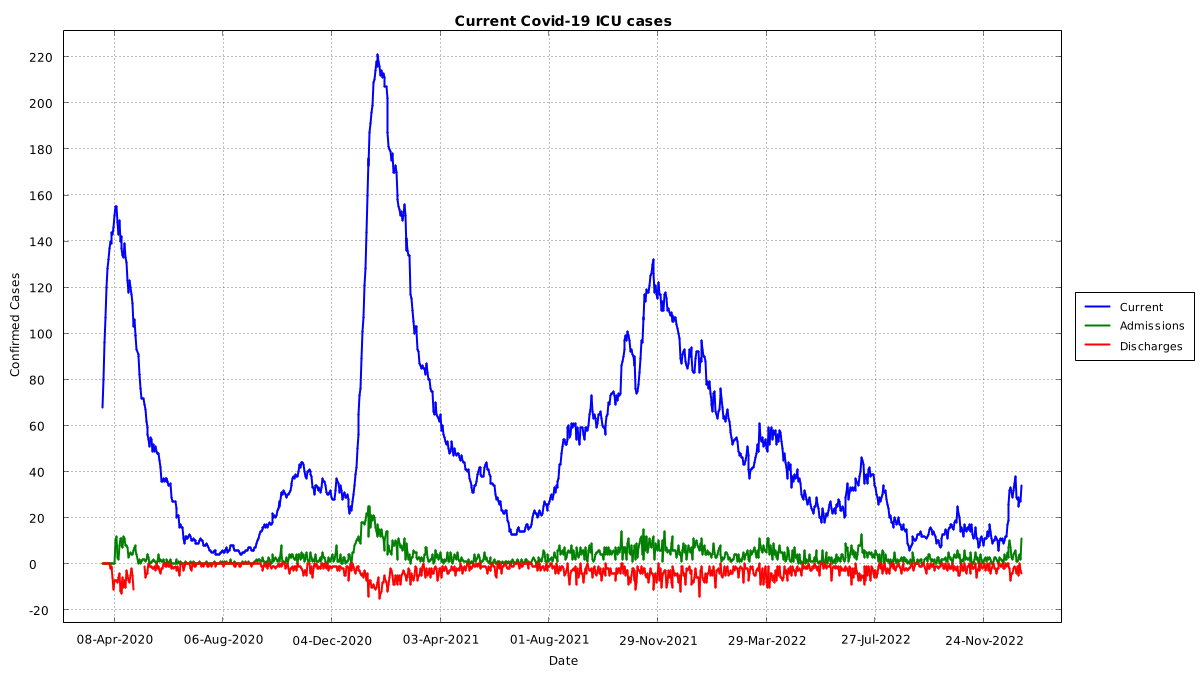 Current Covid-19 ICU cases
220
200
180
160
140
120
100
80
60
40
20
0
-20
Confirmed Cases
08-Apr-2020 06-Aug-2020 04-Dec-2020 03-Apr-2021 01-Aug-2021 29-Nov-2021 29-Mar-2022 27-Jul-2022 24-Nov-2022
Date
Current
Admissions
Discharges